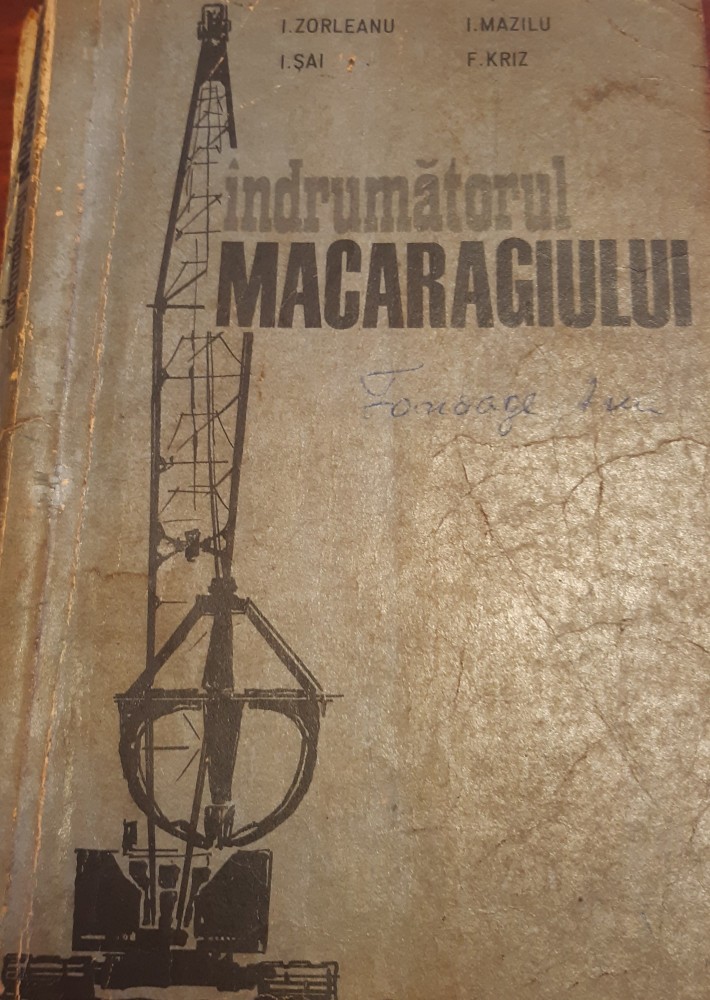 I.ZORLEANU I.MAZILU
I.ŞAI F.KRIZ
îndrumătorul
MACARAGIULUI